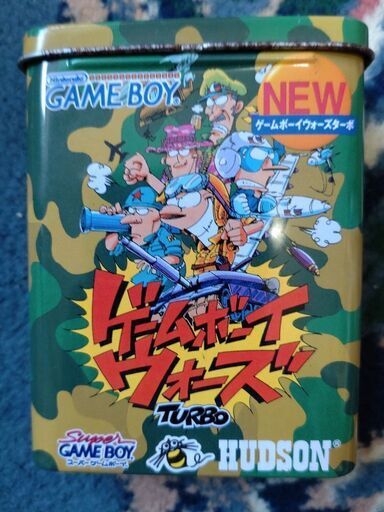 Nintendo
GAME BOY
NEW
ゲームボーイウォーズターボ
ゲームボーイ
ウォーズ
TURBO
Super
GAME BOY
スーパーゲームボーイ
HUDSON®